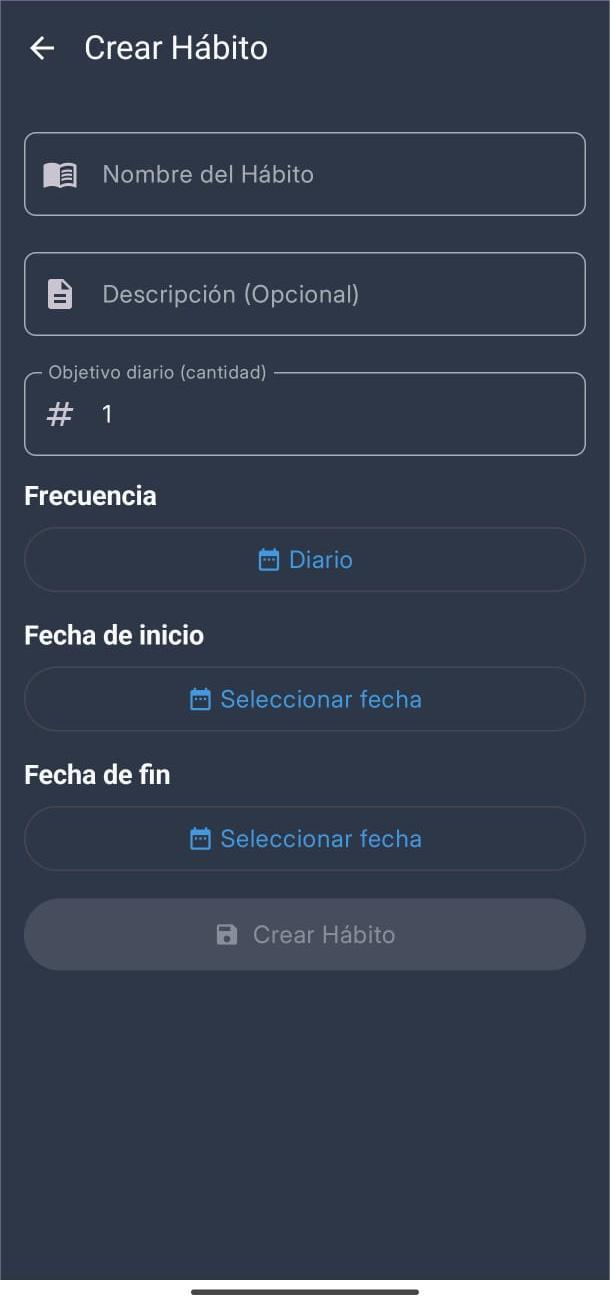 Crear Hábito
Nombre del Hábito
Descripción (Opcional)
Objetivo diario (cantidad)
# 1
Frecuencia
Diario
Fecha de inicio
Seleccionar fecha
Fecha de fin
Seleccionar fecha
Crear Hábito